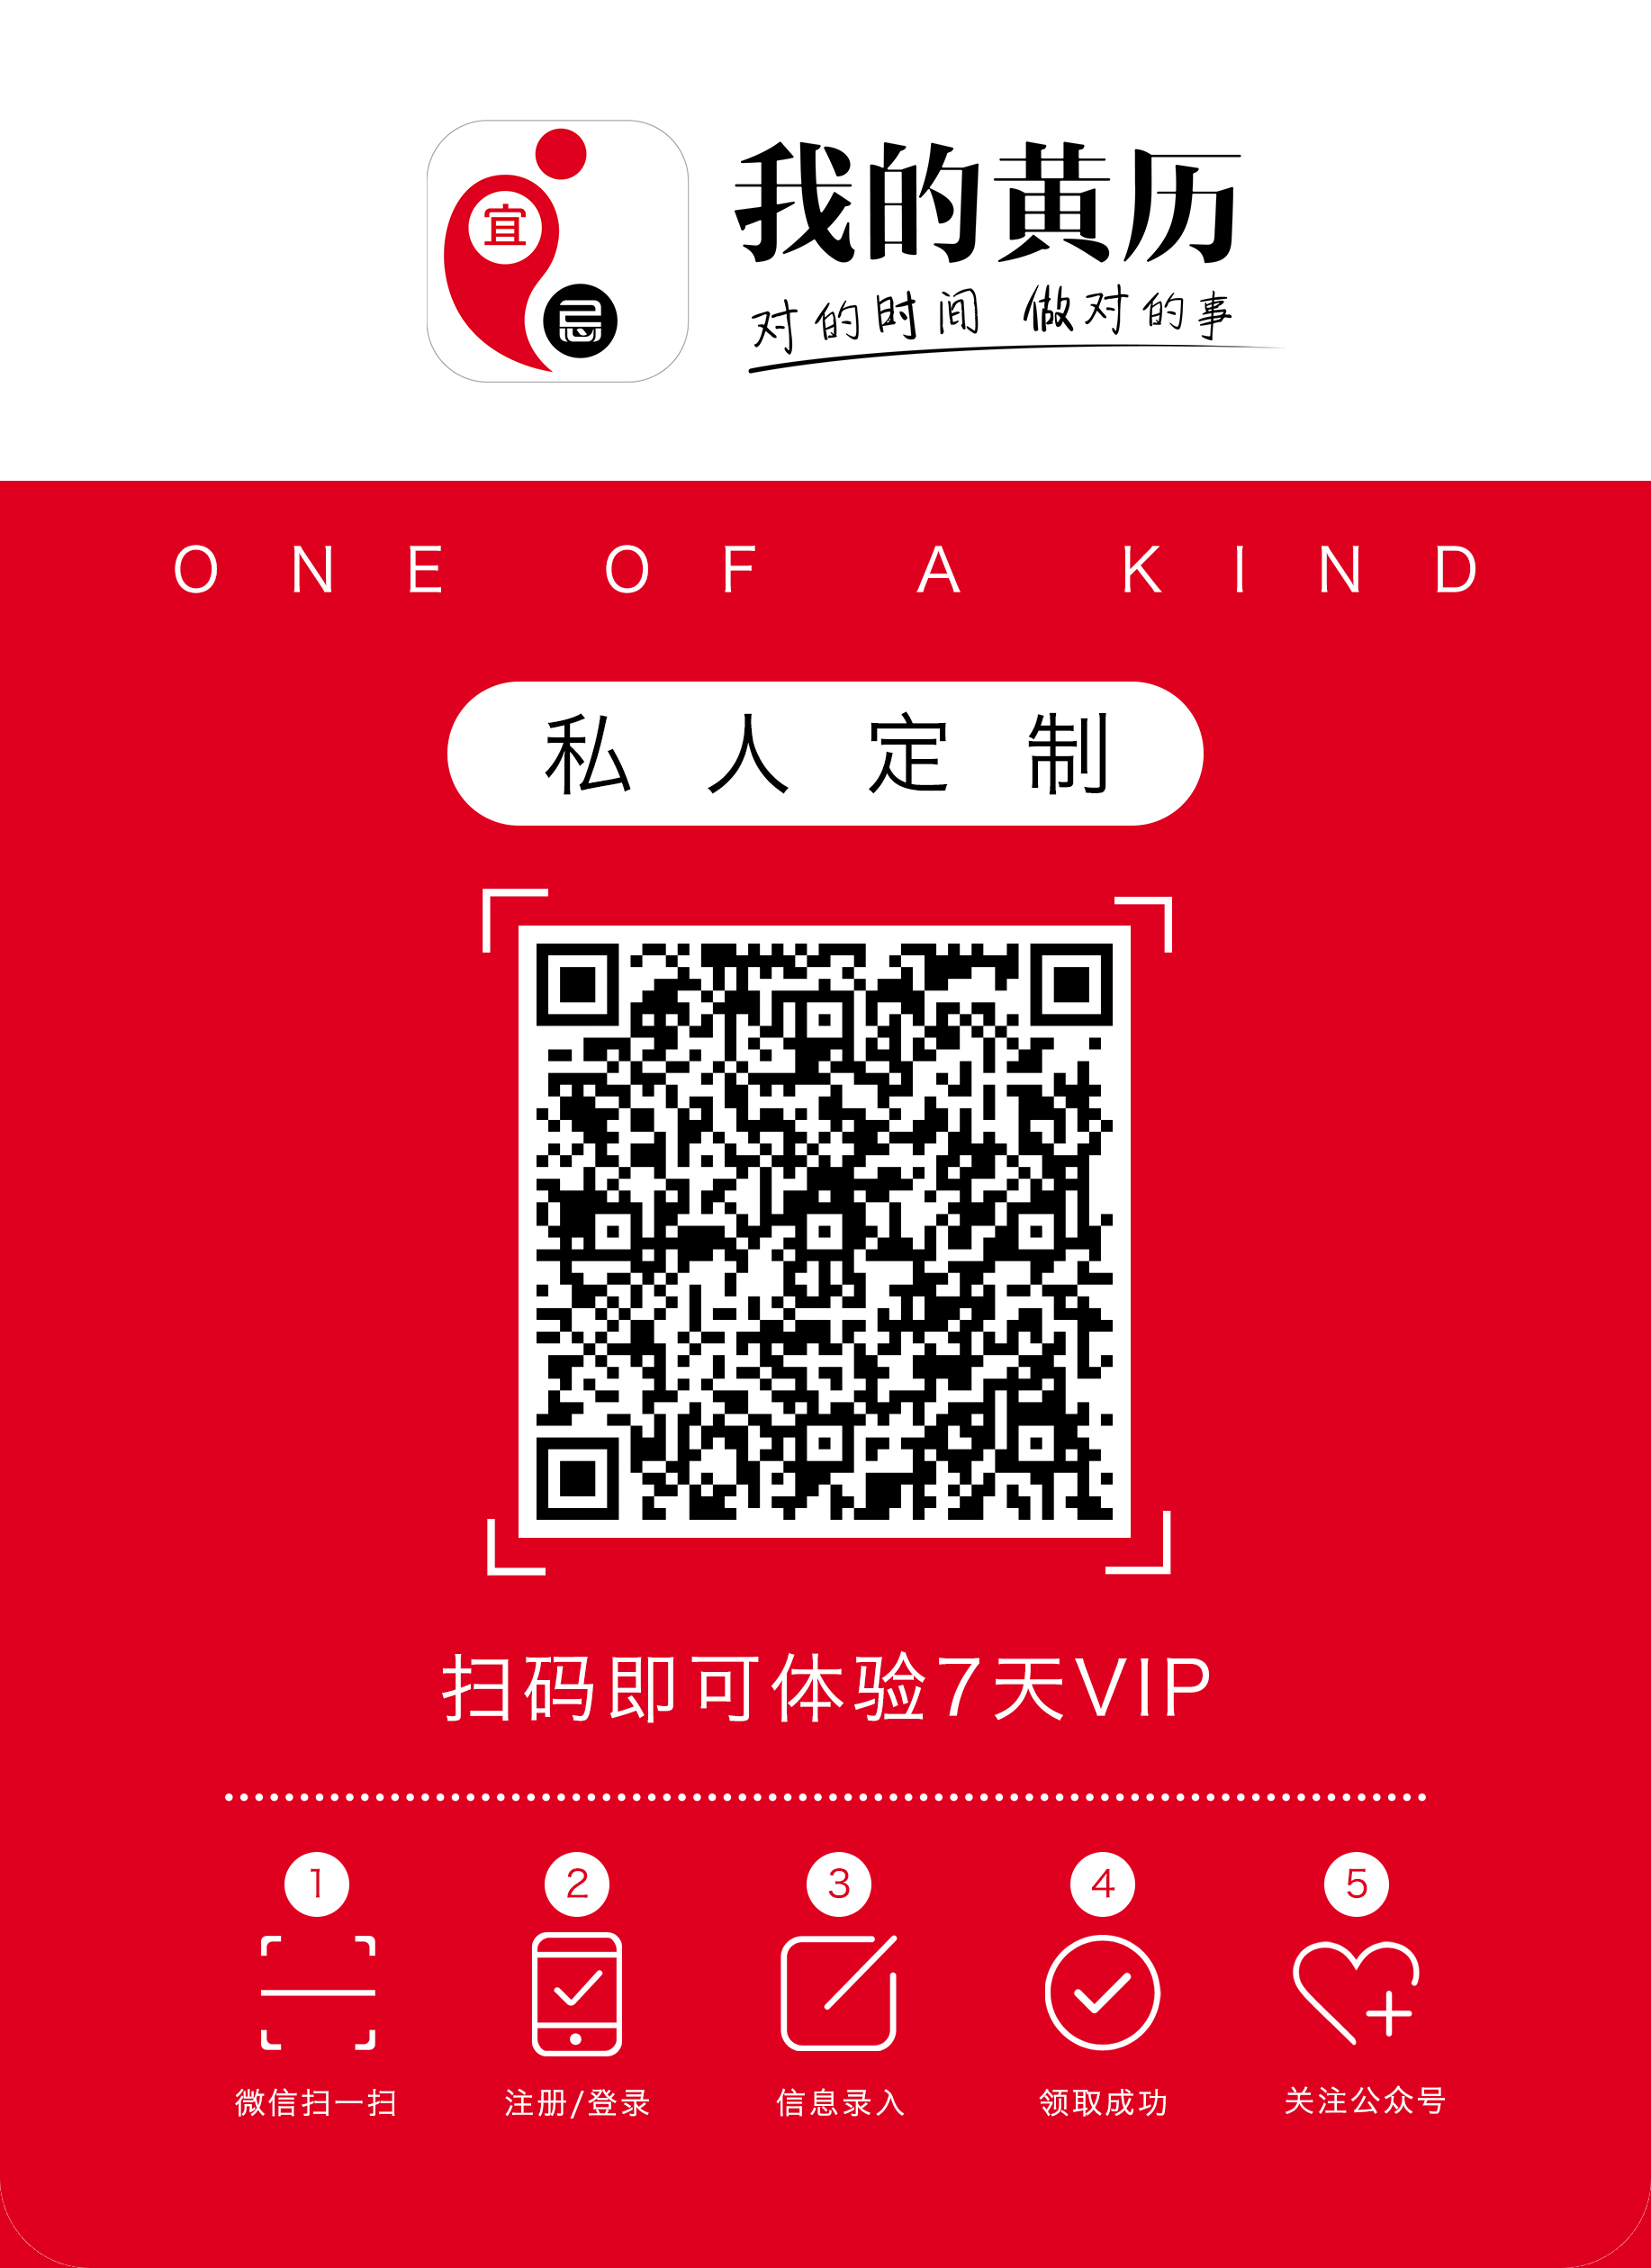 宜
忌
我的黄历
对的时间 做对的事
ONE OF A KIND
私人定制
扫码即可体验7天VIP
1 2 3 4 5
微信扫一扫 注册/登录 信息录入 领取成功 关注公众号